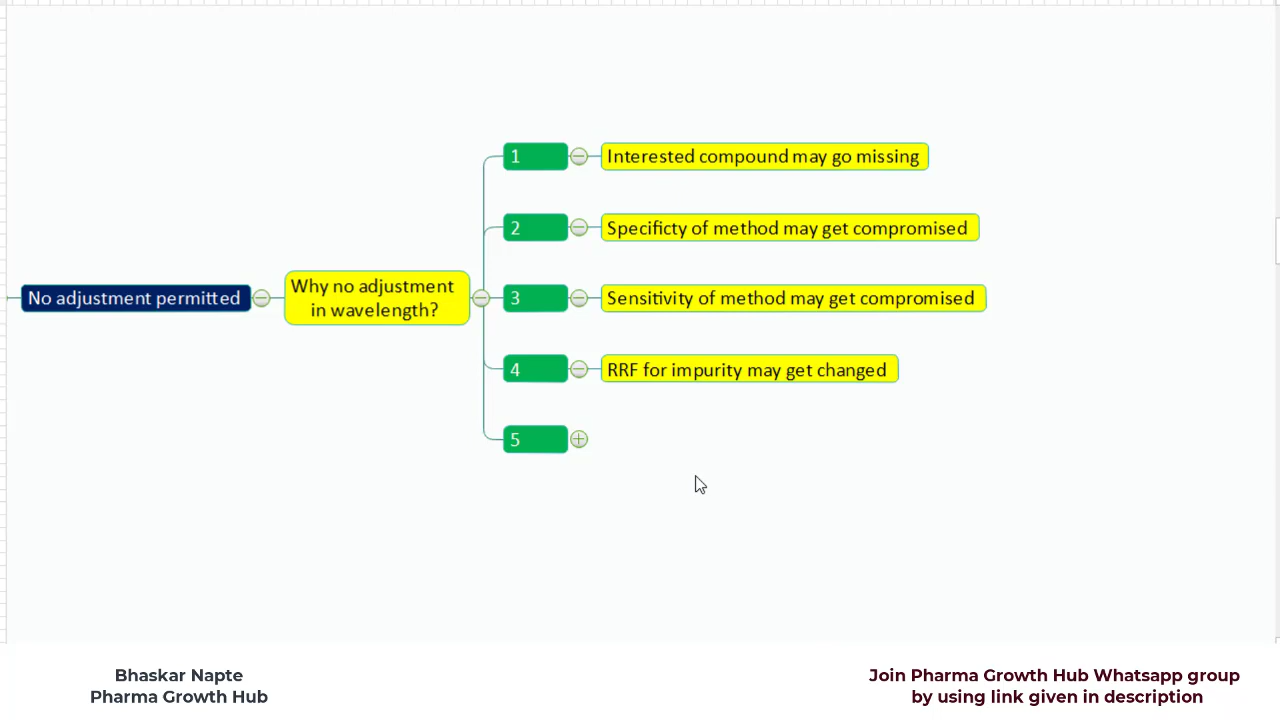 No adjustment permitted
Why no adjustment
in wavelength?
1
Interested compound may go missing
2
Specificty of method may get compromised
3
Sensitivity of method may get compromised
4
RRF for impurity may get changed
5
Bhaskar Napte
Pharma Growth Hub
Join Pharma Growth Hub Whatsapp group
by using link given in description